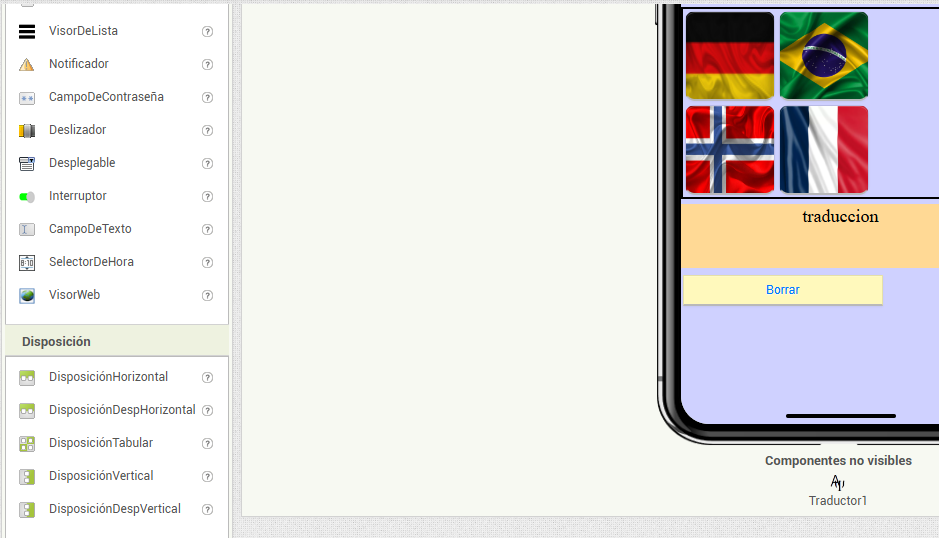 VisorDeLista
Notificador
CampoDeContraseña
Deslizador
Desplegable
Interruptor
CampoDeTexto
SelectorDeHora
VisorWeb
Disposición
DisposiciónHorizontal
DisposiciónDespHorizontal
DisposiciónTabular
DisposiciónVertical
DisposiciónDespVertical
traduccion
Borrar
Componentes no visibles
Traductor1